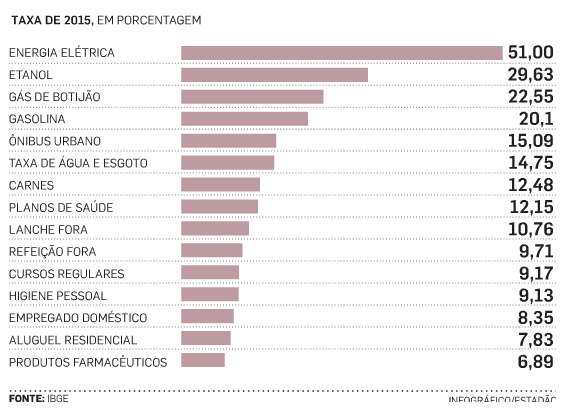 TAXA DE 2015, EM PORCENTAGEM
ENERGIA ELÉTRICA 51,00
ETANOL 29,63
GÁS DE BOTIJÃO 22,55
GASOLINA 20,1
ÔNIBUS URBANO 15,09
TAXA DE ÁGUA E ESGOTO 14,75
CARNES 12,48
PLANOS DE SAÚDE 12,15
LANCHE FORA 10,76
REFEIÇÃO FORA 9,71
CURSOS REGULARES 9,17
HIGIENE PESSOAL 9,13
EMPREGADO DOMÉSTICO 8,35
ALUGUEL RESIDENCIAL 7,83
PRODUTOS FARMACÊUTICOS 6,89
FONTE: IBGE INFOGRÁFICO/ESTADÃO